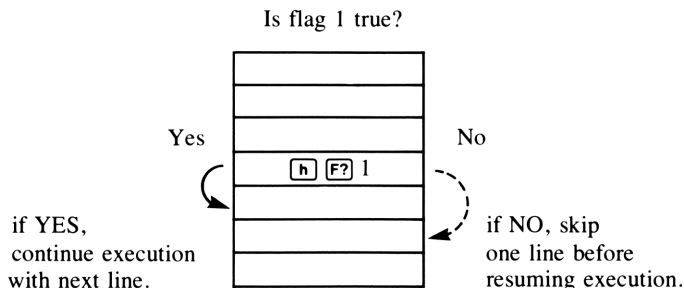 Is flag 1 true?
Yes
No
h F? 1
if YES,
continue execution
with next line.
if NO, skip
one line before
resuming execution.